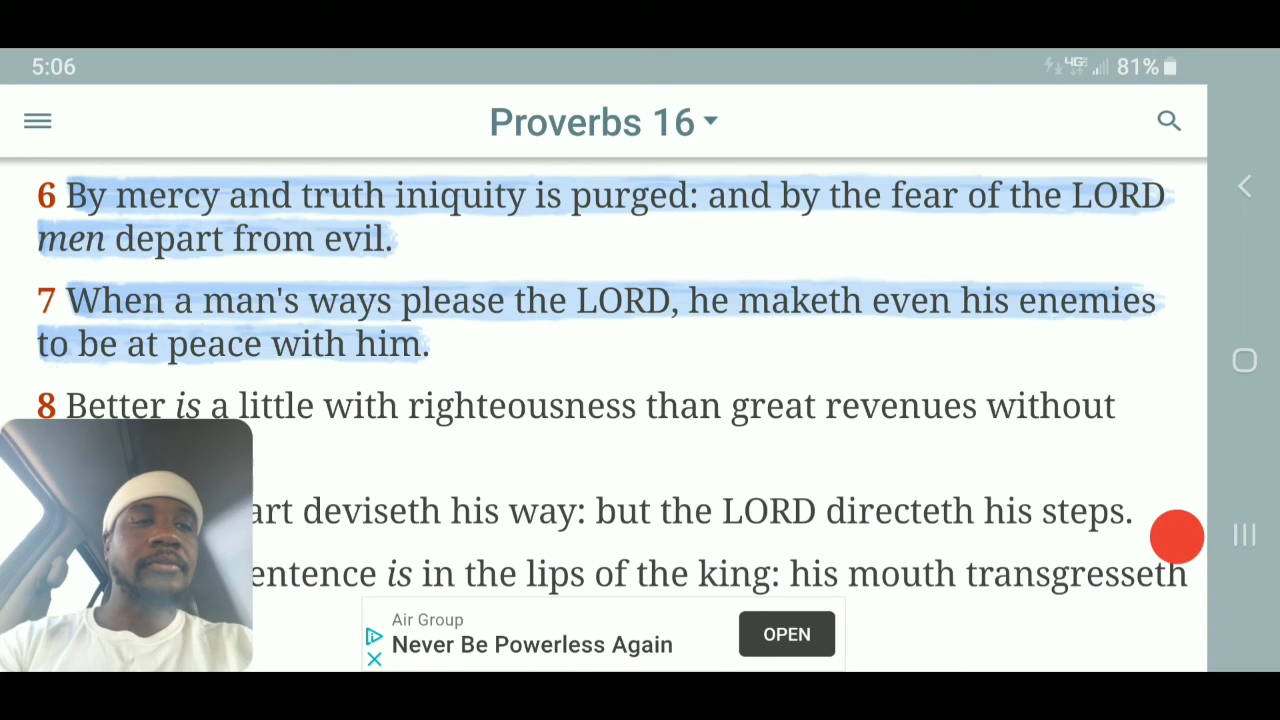 5:06
4G 81%
Proverbs 16
6 By mercy and truth iniquity is purged: and by the fear of the LORD
men depart from evil.
7 When a man's ways please the LORD, he maketh even his enemies
to be at peace with him.
8 Better is a little with righteousness than great revenues without
art deviseth his way: but the LORD directeth his steps.
entence is in the lips of the king: his mouth transgresseth
Air Group
Never Be Powerless Again
OPEN